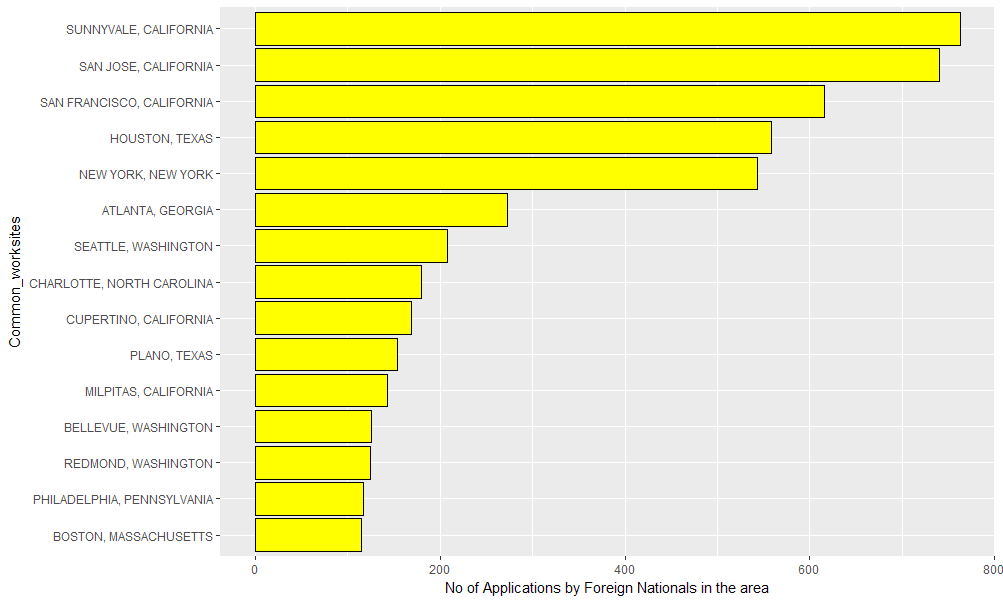 SUNNYVALE, CALIFORNIA
SAN JOSE, CALIFORNIA
SAN FRANCISCO, CALIFORNIA
HOUSTON, TEXAS
NEW YORK, NEW YORK
ATLANTA, GEORGIA
SEATTLE, WASHINGTON
CHARLOTTE, NORTH CAROLINA
CUPERTINO, CALIFORNIA
PLANO, TEXAS
MILPITAS, CALIFORNIA
BELLEVUE, WASHINGTON
REDMOND, WASHINGTON
PHILADELPHIA, PENNSYLVANIA
BOSTON, MASSACHUSETTS
Common_worksites
0 200 400 600 800
No of Applications by Foreign Nationals in the area